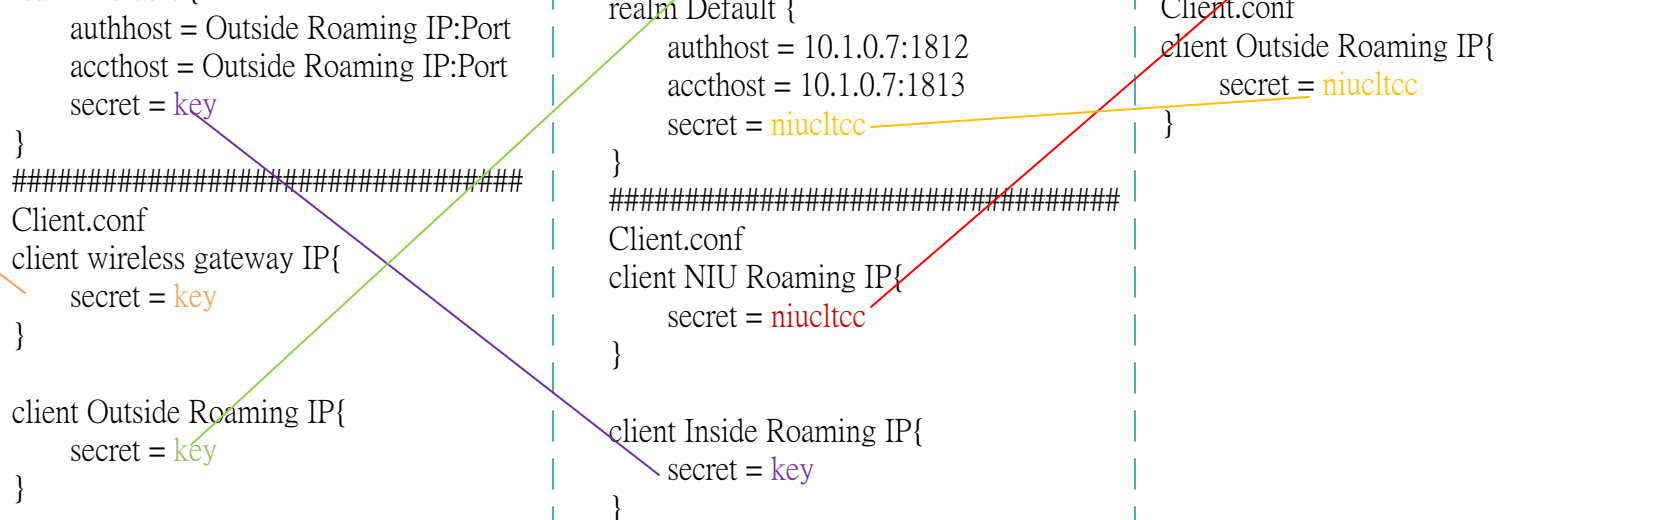 authhost = Outside Roaming IP:Port
accthost = Outside Roaming IP:Port
secret = key
}
##################################
Client.conf
client wireless gateway IP{
secret = key
}
client Outside Roaming IP{
secret = key
}
realm Default {
authhost = 10.1.0.7:1812
accthost = 10.1.0.7:1813
secret = niucltcc
}
##################################
Client.conf
client NIU Roaming IP{
secret = niucltcc
}
client Inside Roaming IP{
secret = key
}
Client.conf
client Outside Roaming IP{
secret = niucltcc
}